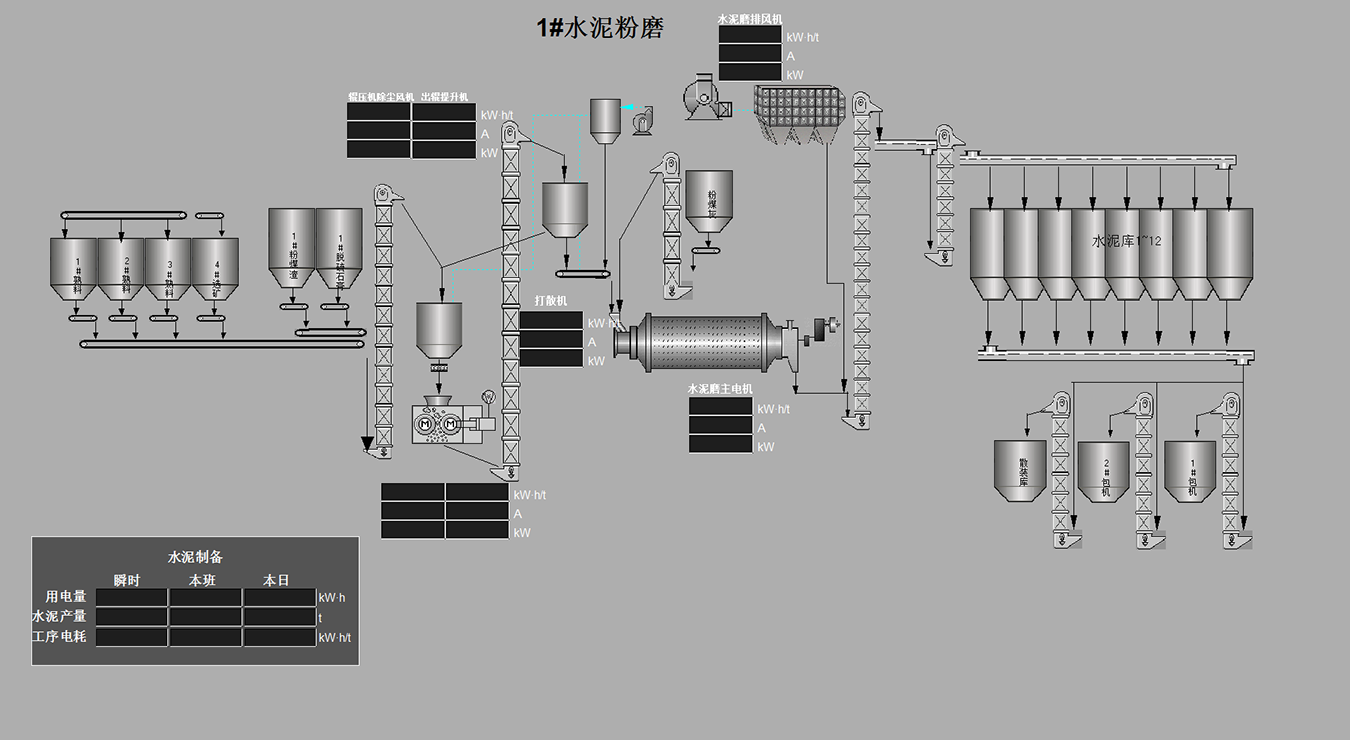 1#水泥粉磨
水泥磨排风机
kW·h/t
A
kW
辊压机除尘风机 出辊提升机
kW·h/t
A
kW
粉煤灰
1#粉煤渣
1#脱硫石膏
1#熟料
2#熟料
3#熟料
4#选矿
水泥库1~12
打散机
kW·h/t
A
kW
水泥磨主电机
kW·h/t
A
kW
M
M
W
散装库
2#包机
1#包机
kW·h/t
A
kW
水泥制备
瞬时 本班 本日
用电量 kW·h
水泥产量 t
工序电耗 kW·h/t